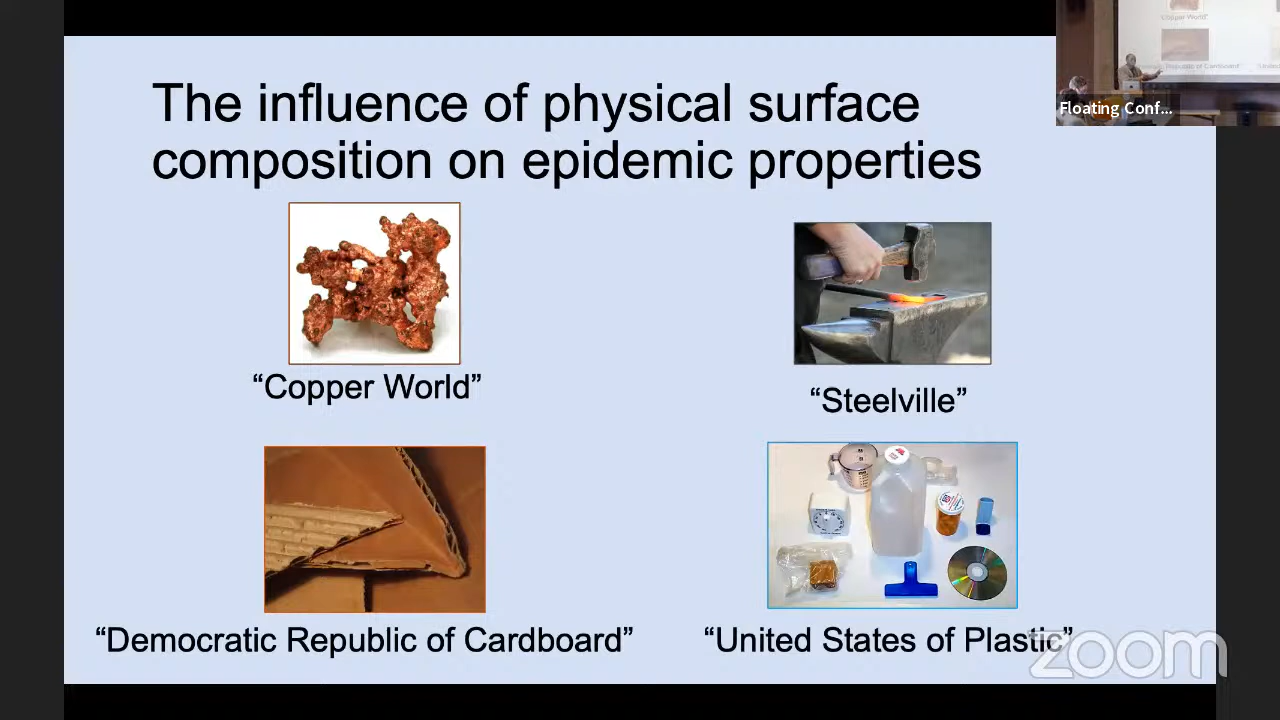 The influence of physical surface
composition on epidemic properties
“Copper World”
“Steelville”
“Democratic Republic of Cardboard”
“United States of Plastic”
Floating Conf...
zoom